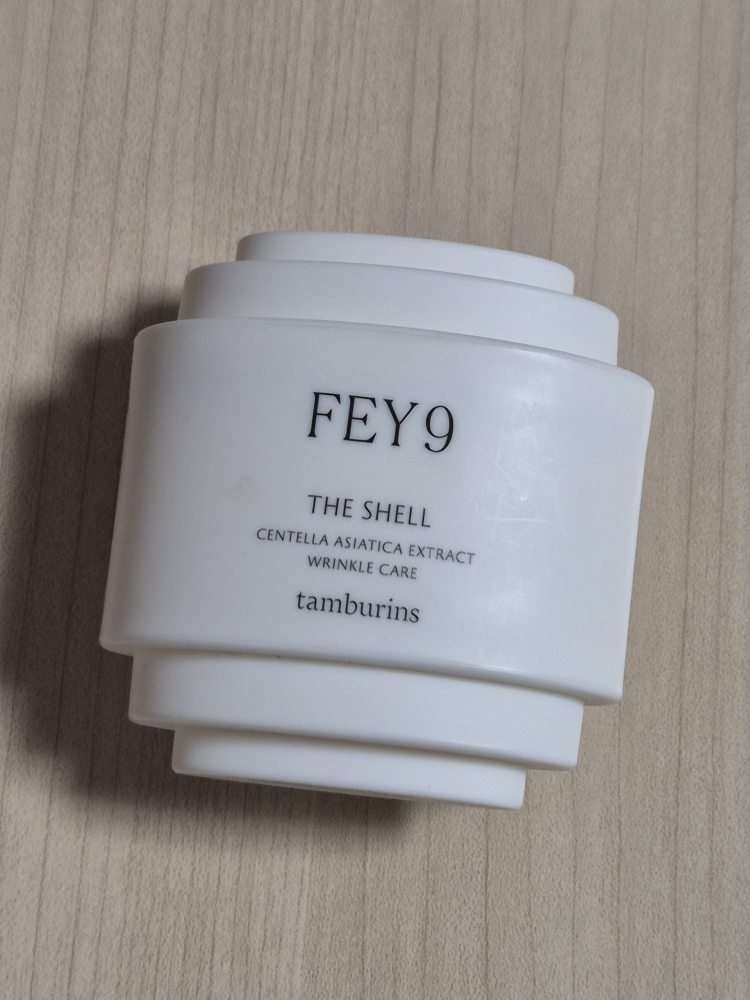 FEY9
THE SHELL
CENTELLA ASIATICA EXTRACT
WRINKLE CARE
tamburins